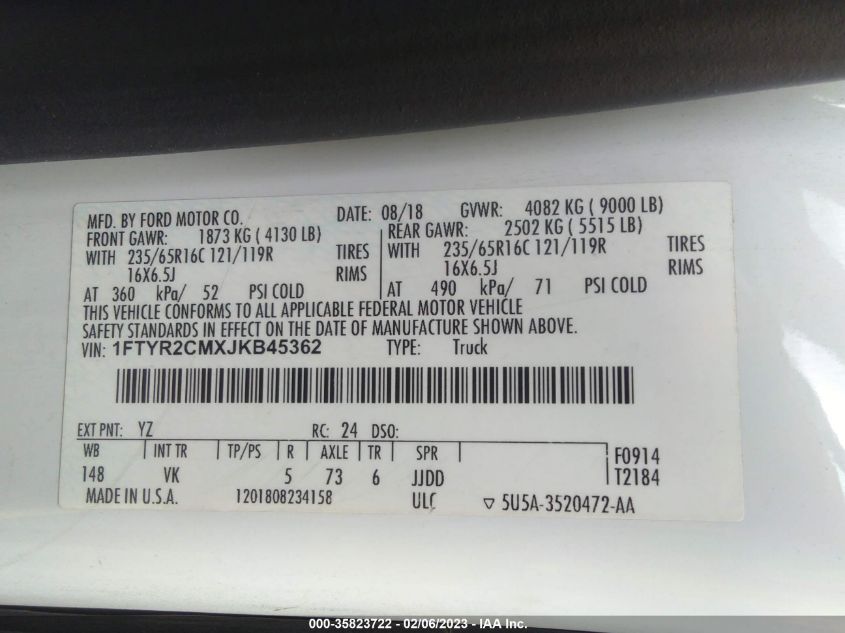 MFD. BY FORD MOTOR CO. DATE: 08/18 GVWR: 4082 KG ( 9000 LB)
FRONT GAWR: 1873 KG ( 4130 LB) REAR GAWR: 2502 KG ( 5515 LB)
WITH 235/65R16C 121/119R TIRES WITH 235/65R16C 121/119R TIRES
16X6.5J RIMS 16X6.5J RIMS
AT 360 kPa/ 52 PSI COLD AT 490 kPa/ 71 PSI COLD
THIS VEHICLE CONFORMS TO ALL APPLICABLE FEDERAL MOTOR VEHICLE
SAFETY STANDARDS IN EFFECT ON THE DATE OF MANUFACTURE SHOWN ABOVE.
VIN: 1FTYR2CMXJKB45362 TYPE: Truck
EXT PNT: YZ RC: 24 DSO:
WB INT TR TP/PS R AXLE TR SPR F0914
148 VK 5 73 6 JJDD T2184
MADE IN U.S.A. 1201808234158 ULC ▽ 5U5A-3520472-AA
000-35823722 - 02/06/2023 - IAA Inc.